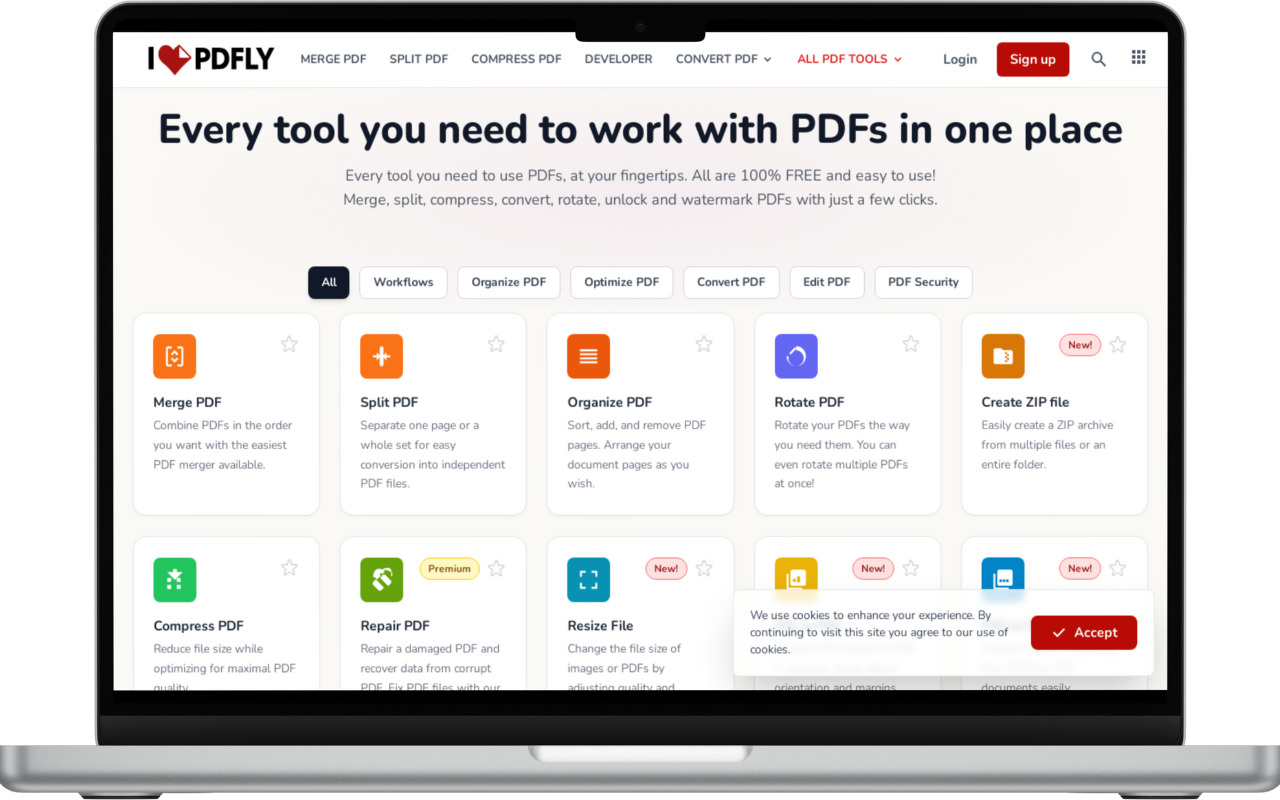 I PDFLY MERGE PDF SPLIT PDF COMPRESS PDF DEVELOPER CONVERT PDF ALL PDF TOOLS Login Sign up
Every tool you need to work with PDFs in one place
Every tool you need to use PDFs, at your fingertips. All are 100% FREE and easy to use!
Merge, split, compress, convert, rotate, unlock and watermark PDFs with just a few clicks.
All Workflows Organize PDF Optimize PDF Convert PDF Edit PDF PDF Security
Merge PDF
Combine PDFs in the order
you want with the easiest
PDF merger available.
Split PDF
Separate one page or a
whole set for easy
conversion into independent
PDF files.
Organize PDF
Sort, add, and remove PDF
pages. Arrange your
document pages as you
wish.
Rotate PDF
Rotate your PDFs the way
you need them. You can
even rotate multiple PDFs
at once!
New!
Create ZIP file
Easily create a ZIP archive
from multiple files or an
entire folder.
Compress PDF
Reduce file size while
optimizing for maximal PDF
quality
Premium
Repair PDF
Repair a damaged PDF and
recover data from corrupt
PDF. Fix PDF files with our
New!
Resize File
Change the file size of
images or PDFs by
adjusting quality and
New!
orientation and margins
New!
documents easily
We use cookies to enhance your experience. By
continuing to visit this site you agree to our use of
cookies.
Accept